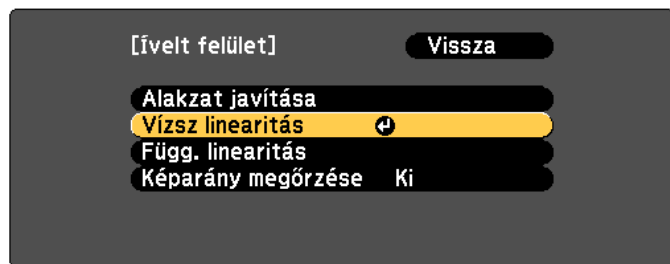 [Ívelt felület] Vissza
Alakzat javítása
Vízsz linearitás
Függ. linearitás
Képarány megőrzése Ki